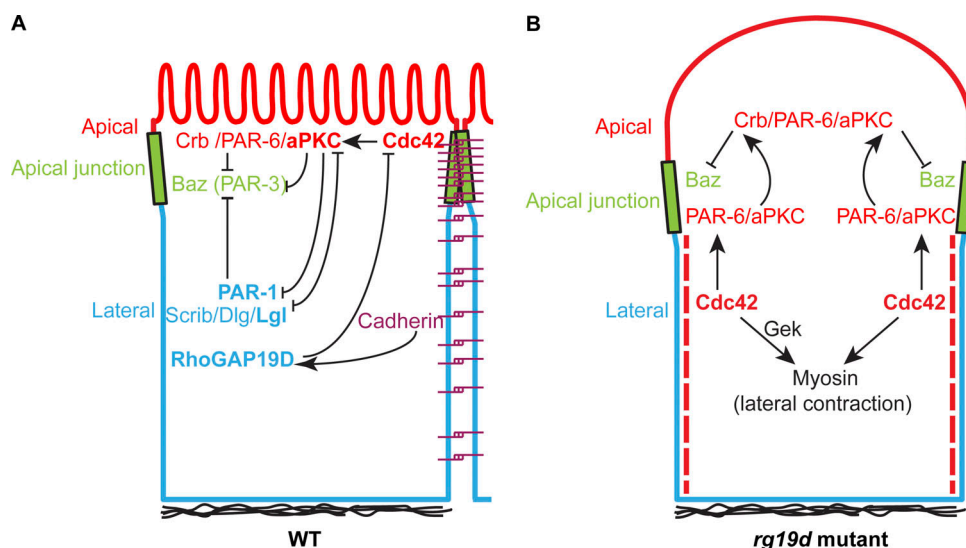 A
Apical
Crb /PAR-6/aPKC
Cdc42
Baz (PAR-3)
Apical junction
Lateral
PAR-1
Scrib/Dlg/Lgl
Cadherin
RhoGAP19D
WT
B
Apical
Crb/PAR-6/aPKC
Baz
Baz
Apical junction
PAR-6/aPKC
PAR-6/aPKC
Lateral
Cdc42
Cdc42
Gek
Myosin
(lateral contraction)
rg19d mutant